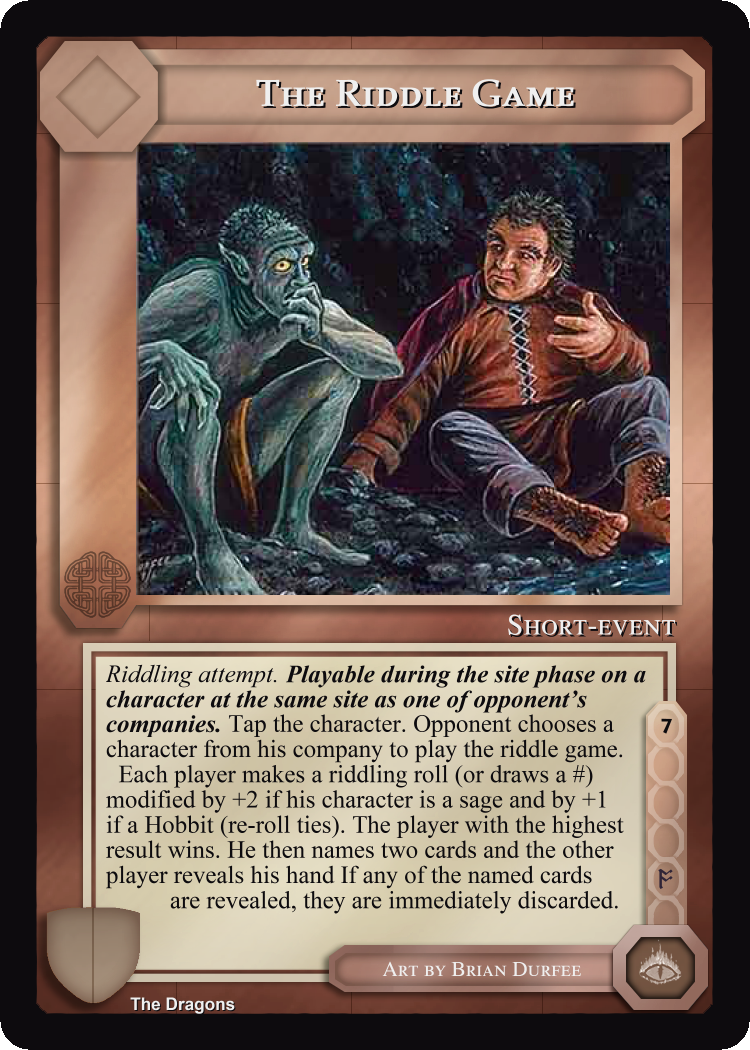 The Riddle Game
Short-event
Riddling attempt. Playable during the site phase on a
character at the same site as one of opponent's
companies. Tap the character. Opponent chooses a
character from his company to play the riddle game.
Each player makes a riddling roll (or draws a #)
modified by +2 if his character is a sage and by +1
if a Hobbit (re-roll ties). The player with the highest
result wins. He then names two cards and the other
player reveals his hand If any of the named cards
are revealed, they are immediately discarded.
7
Art by Brian Durfee
The Dragons